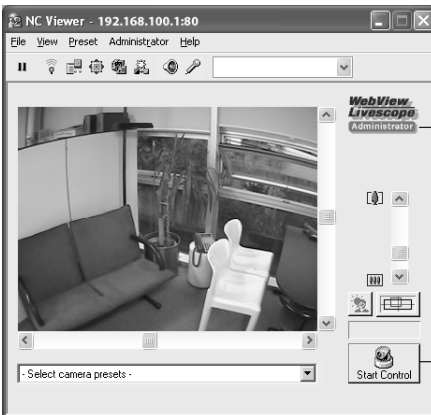 NC Viewer - 192.168.100.1:80
File View Preset Administrator Help
WebView
Livescope
Administrator
- Select camera presets -
Start Control